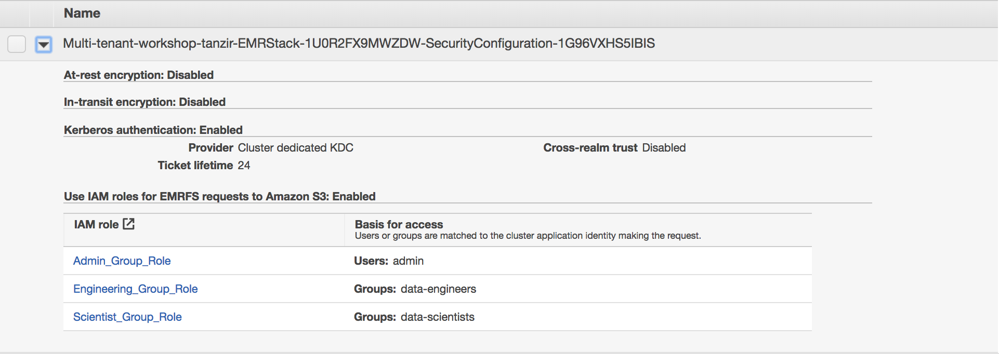 Name
Multi-tenant-workshop-tanzir-EMRStack-1U0R2FX9MWZDW-SecurityConfiguration-1G96VXHS5IBIS
At-rest encryption: Disabled
In-transit encryption: Disabled
Kerberos authentication: Enabled
Provider Cluster dedicated KDC Cross-realm trust Disabled
Ticket lifetime 24
Use IAM roles for EMRFS requests to Amazon S3: Enabled
IAM role Basis for access
Users or groups are matched to the cluster application identity making the request.
Admin_Group_Role Users: admin
Engineering_Group_Role Groups: data-engineers
Scientist_Group_Role Groups: data-scientists